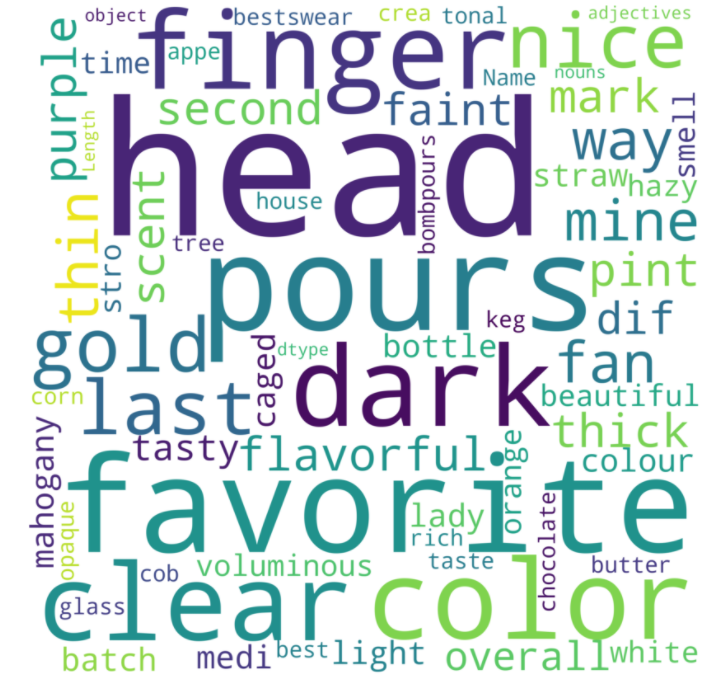 object bestswear crea tonal adjectives
finger nice
time appe Name nouns
purple second faint mark
Length head way smell
scent house bombpours straw hazy
thin stro tree mine
pours pint
gold keg dif
dtype bottle fan
corn last caged dark beautiful
mahogany tasty flavorful orange thick
colour
favorite
opaque lady
rich
cob voluminous taste chocolate butter
glass clear color
batch medi best light overall white